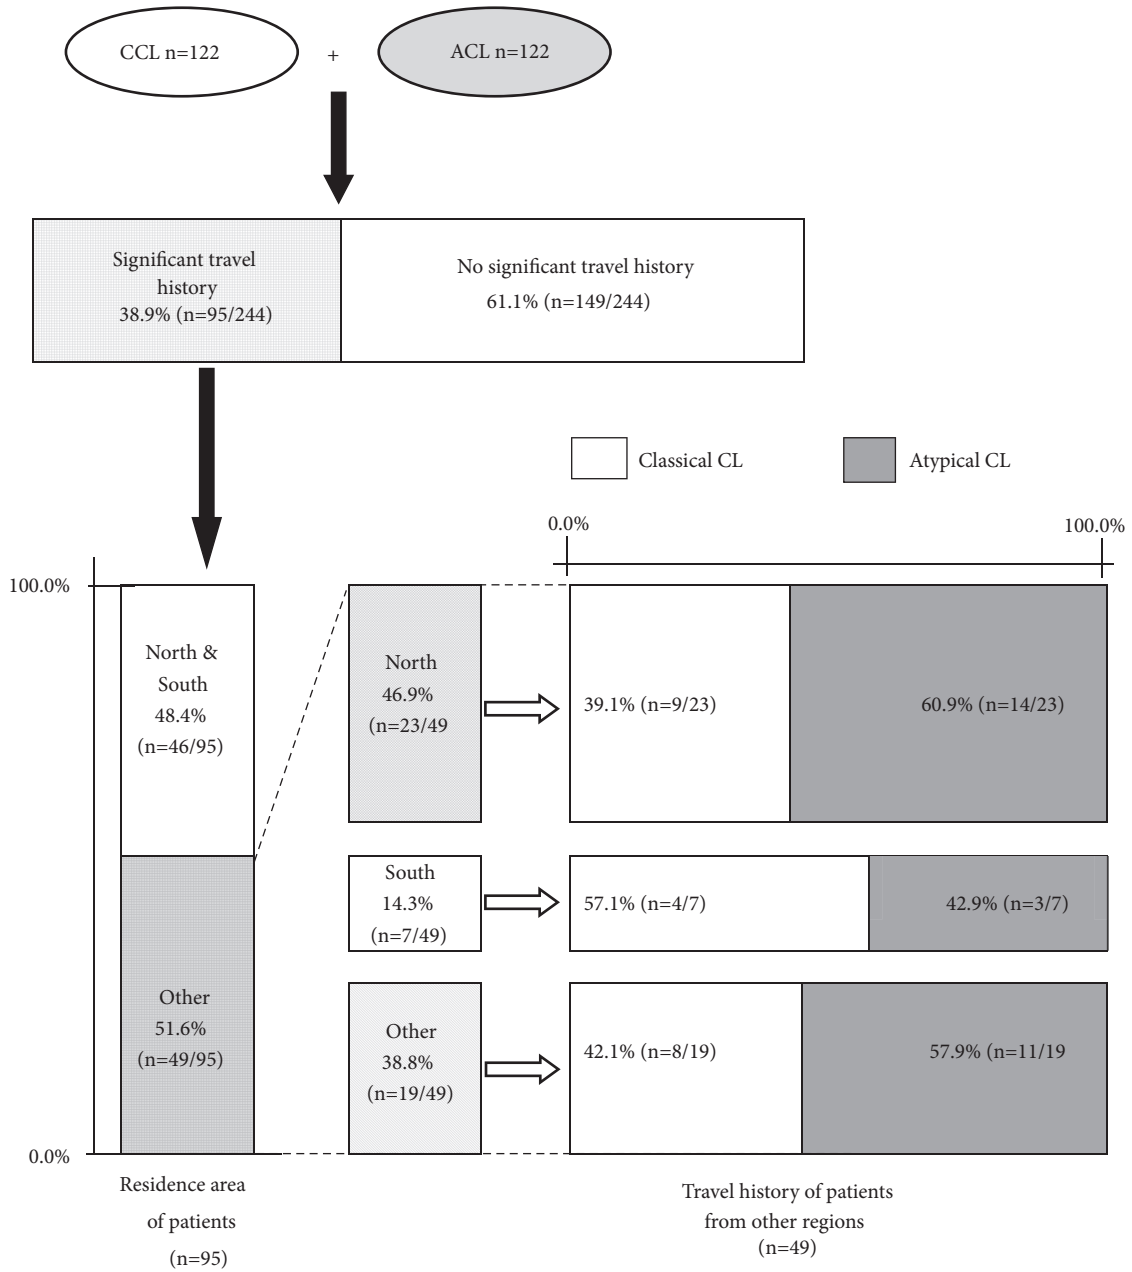 CCL n=122
+
ACL n=122
Significant travel
history
38.9% (n=95/244)
No significant travel history
61.1% (n=149/244)
Classical CL
Atypical CL
0.0%
100.0%
100.0%
North &
South
48.4%
(n=46/95)
North
46.9%
(n=23/49
39.1% (n=9/23)
60.9% (n=14/23)
South
14.3%
(n=7/49)
57.1% (n=4/7)
42.9% (n=3/7)
Other
51.6%
(n=49/95)
Other
38.8%
(n=19/49)
42.1% (n=8/19)
57.9% (n=11/19
0.0%
Residence area
of patients
(n=95)
Travel history of patients
from other regions
(n=49)